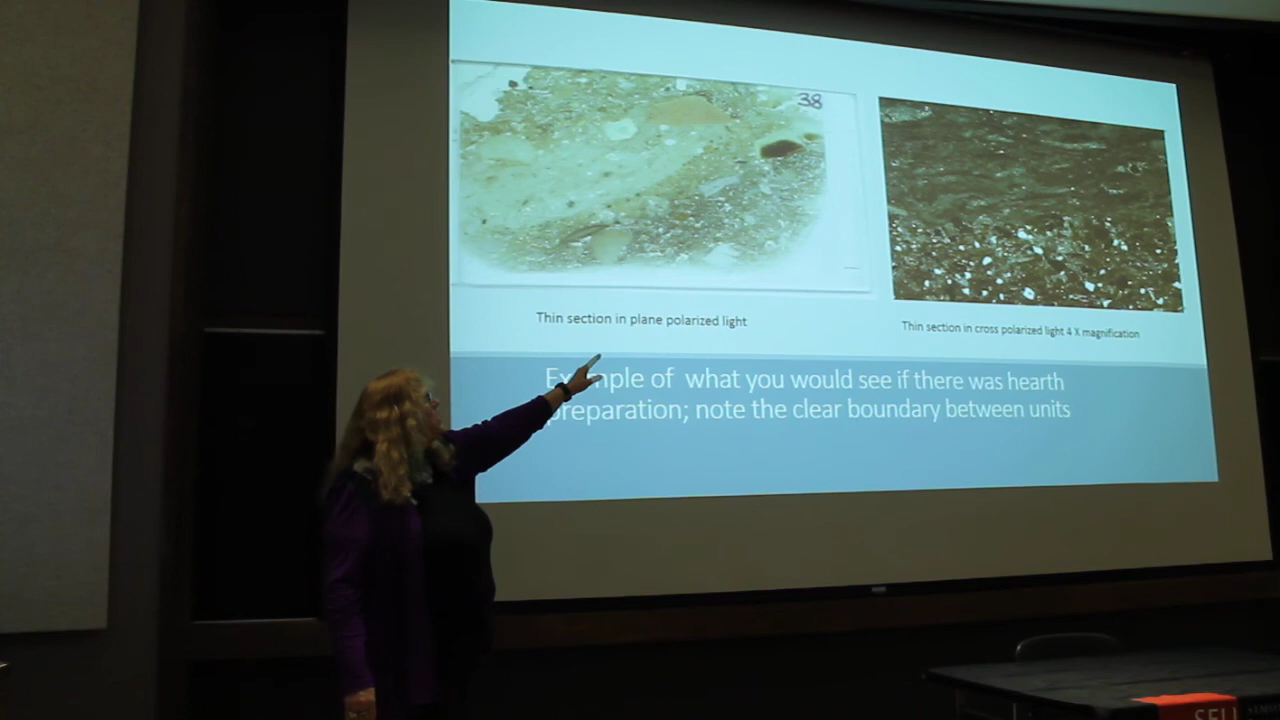 38
Thin section in plane polarized light
Thin section in cross polarized light 4 X magnification
Example of what you would see if there was hearth
preparation; note the clear boundary between units